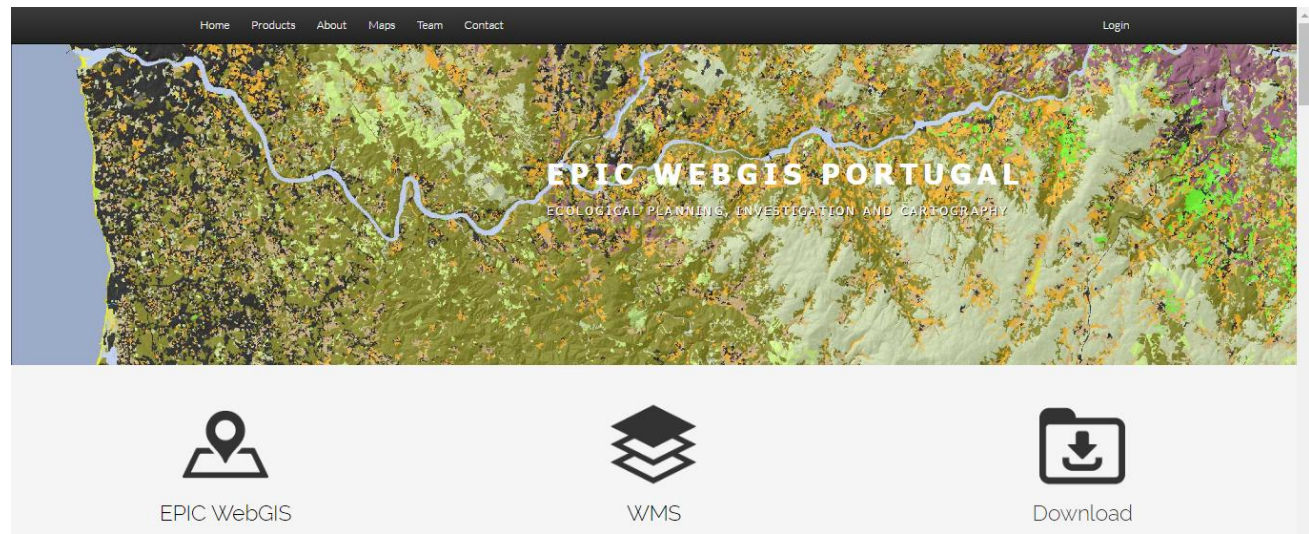 Home Products About Maps Team Contact Login
EPIC WEBGIS PORTUGAL
ECOLOGICAL PLANNING, INVESTIGATION AND CARTOGRAPHY
EPIC WebGIS WMS Download